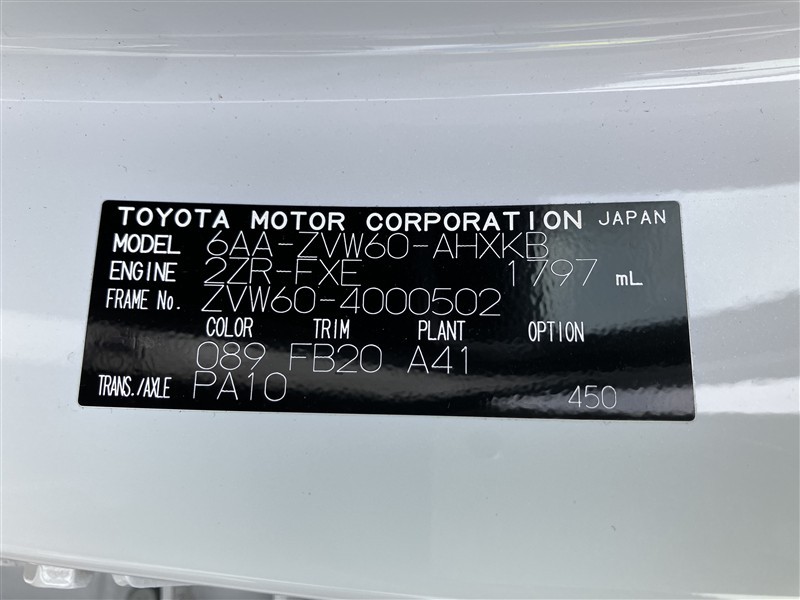 TOYOTA MOTOR CORPORATION JAPAN
MODEL 6AA-ZVW60-AHXKB
ENGINE 2ZR-FXE 1797 mL
FRAME No. ZVW60-4000502
COLOR TRIM PLANT OPTION
089 FB20 A41
TRANS./AXLE PA10 450